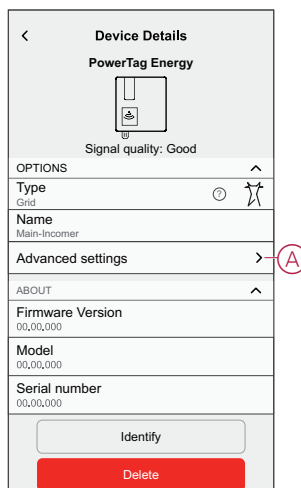 Device Details
PowerTag Energy
Signal quality: Good
OPTIONS
Type
Grid
?
Name
Main-Incomer
Advanced settings
A
ABOUT
Firmware Version
00.00.000
Model
00.00.000
Serial number
00.00.000
Identify
Delete